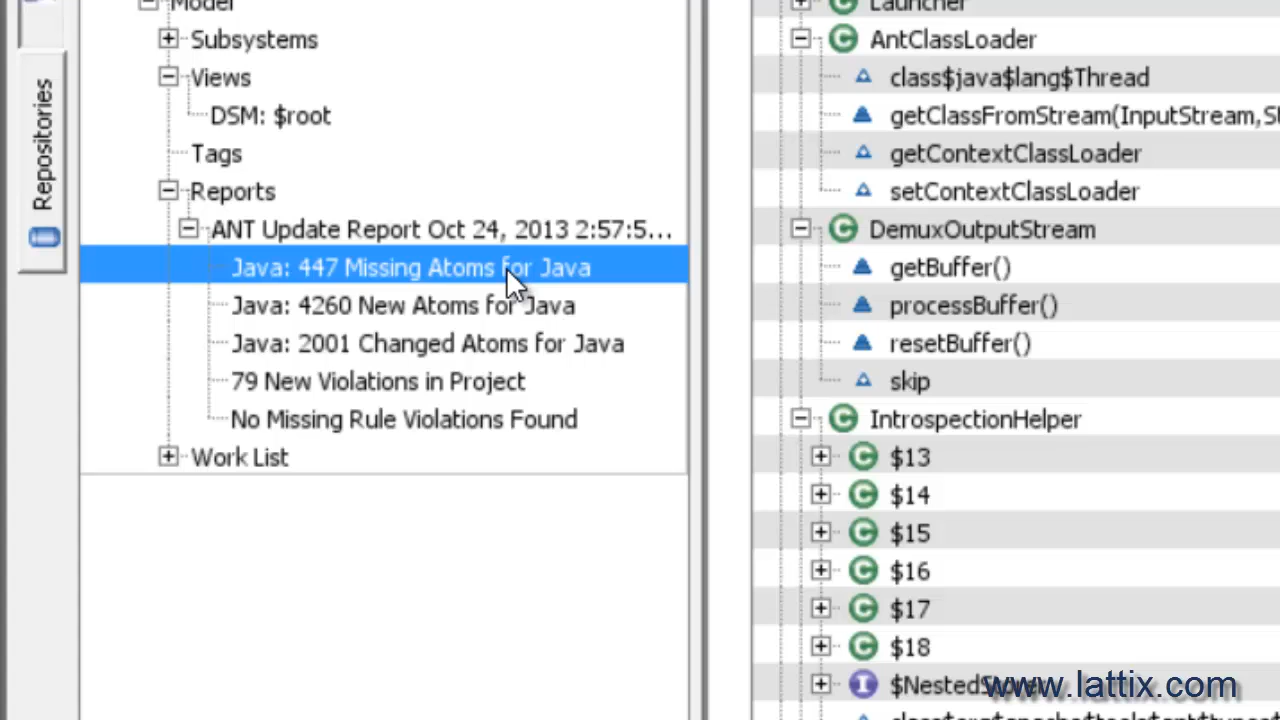 Model
Subsystems
Views
DSM: $root
Tags
Reports
ANT Update Report Oct 24, 2013 2:57:5...
Java: 447 Missing Atoms for Java
Java: 4260 New Atoms for Java
Java: 2001 Changed Atoms for Java
79 New Violations in Project
No Missing Rule Violations Found
Work List
Repositories
Launcher
AntClassLoader
class$java$lang$Thread
getClassFromStream(InputStream,St
getContextClassLoader
setContextClassLoader
DemuxOutputStream
getBuffer()
processBuffer()
resetBuffer()
skip
IntrospectionHelper
$13
$14
$15
$16
$17
$18
www.lattix.com